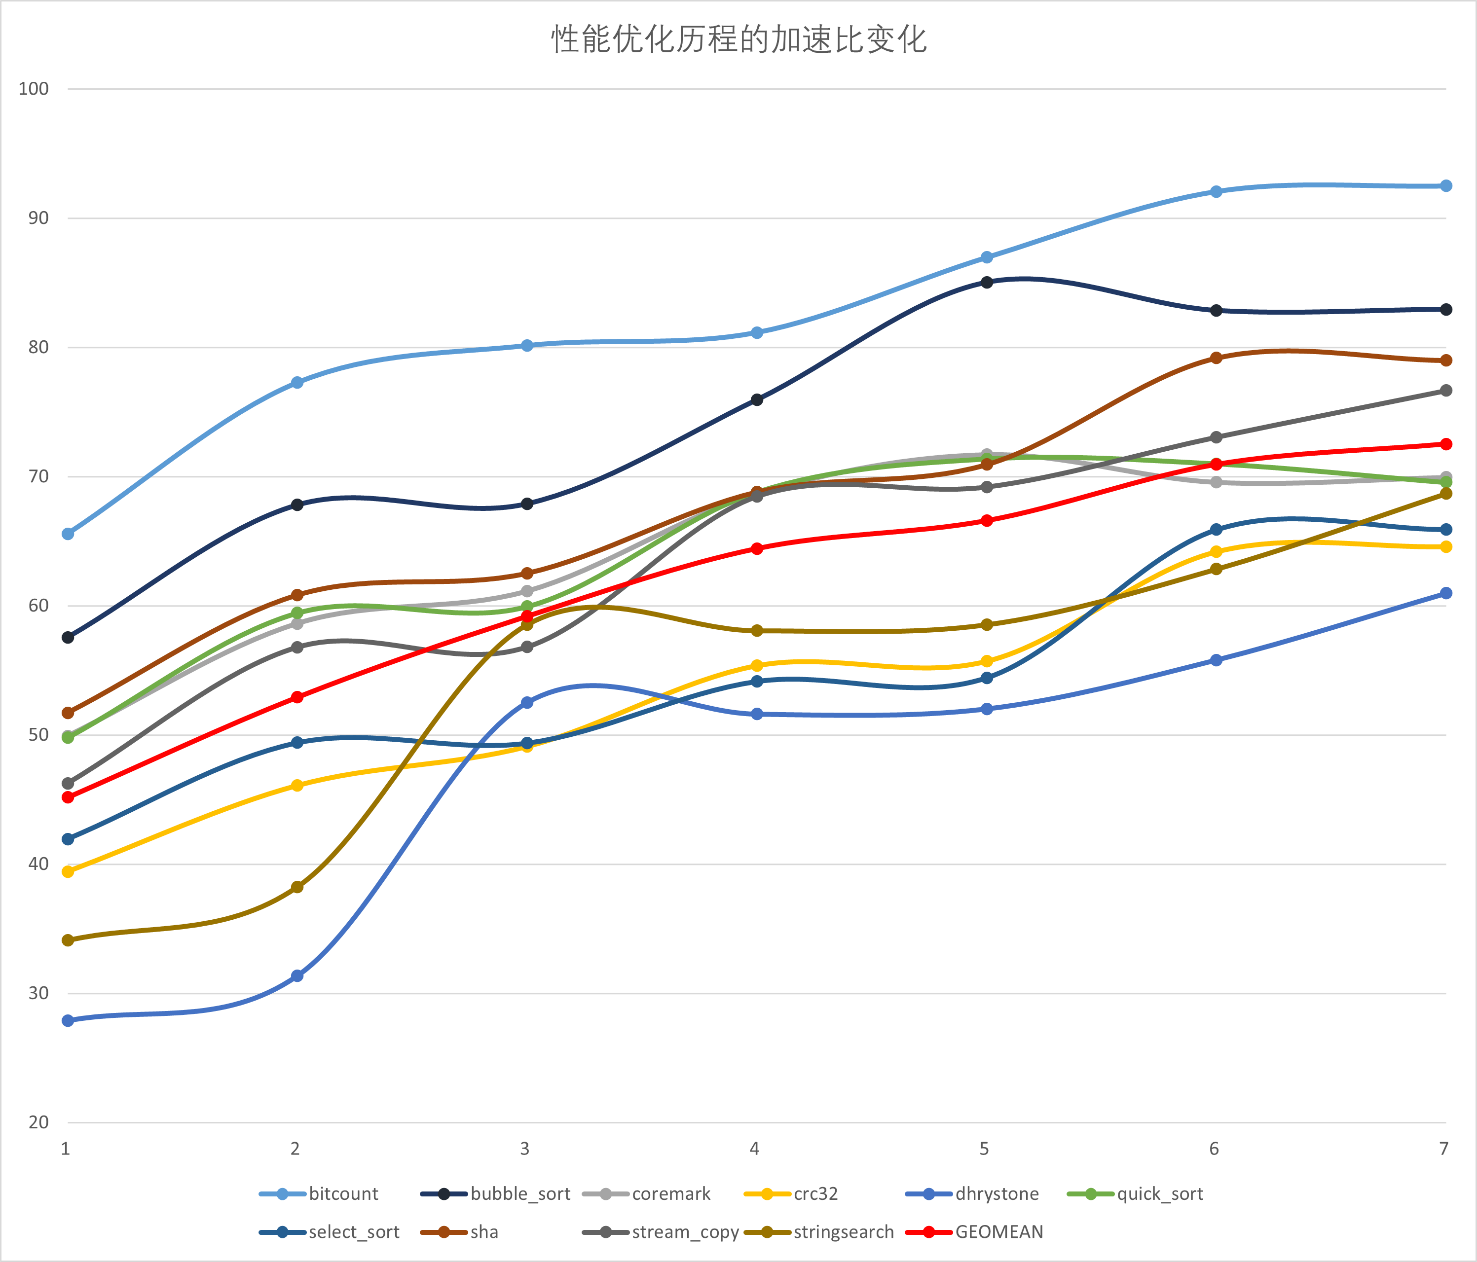 性能优化历程的加速比变化
100
90
80
70
60
50
40
30
20
1 2 3 4 5 6 7
bitcount bubble_sort coremark crc32 dhrystone quick_sort
select_sort sha stream_copy stringsearch GEOMEAN